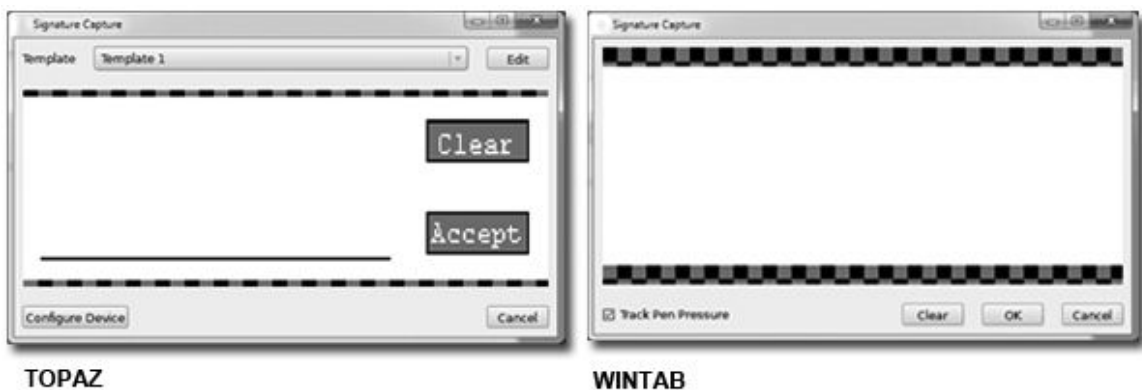 Signature Capture
Template Template 1 Edit
Clear
Accept
Configure Device Cancel
TOPAZ
Signature Capture
Track Pen Pressure Clear OK Cancel
WINTAB